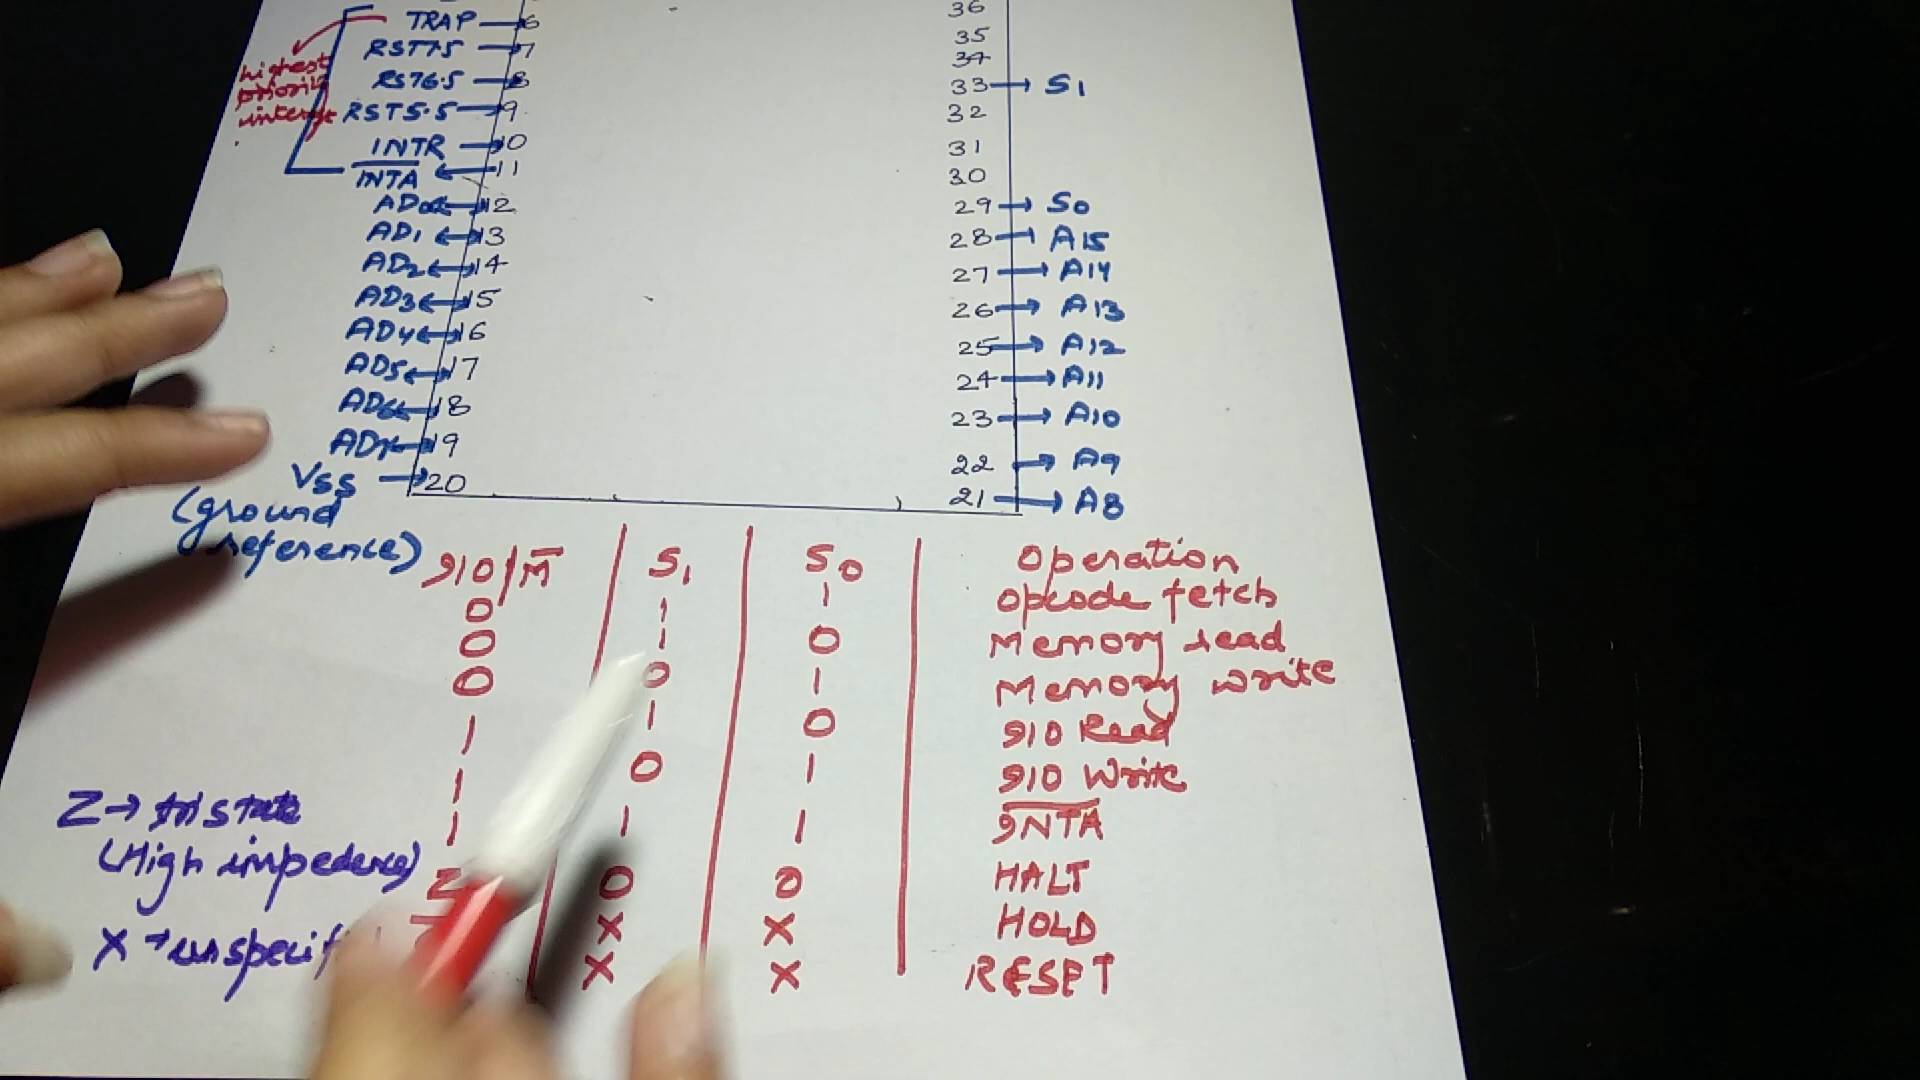 TRAP 6
RST7.5 7
RS76.5 8
RST5.5 9
INTR 10
INTA 11
AD0 12
AD1 13
AD2 14
AD3 15
AD4 16
AD5 17
AD6 18
AD7 19
Vss 20
(ground
reference)
highest
priority
36
35
34
33 S1
32
31
30
29 S0
28 A15
27 A14
26 A13
25 A12
24 A11
23 A10
22 A9
21 A8
IO/M̅ S1 S0 Operation
0 1 1 Opcode fetch
0 1 0 Memory read
0 0 1 Memory write
1 1 0 IO Read
1 0 1 IO Write
1 1 1 INTA
Z 0 0 HALT
X X HOLD
X X RESET
Z → tri state
(High impedence)
X →